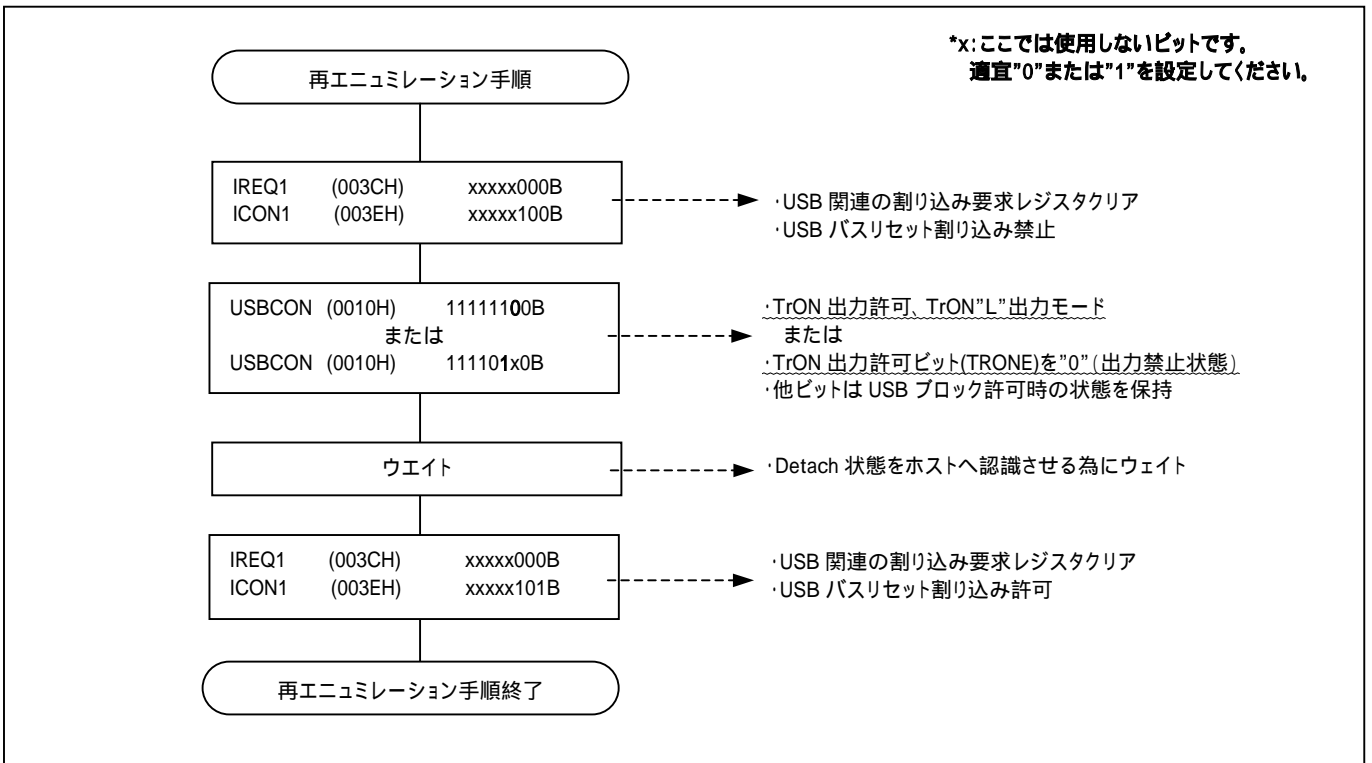 *x:ここでは使用しないビットです。
適宜"0"または"1"を設定してください。
再エニュミレーション手順
IREQ1 (003CH) xxxxx000B
ICON1 (003EH) xxxxx100B
・USB 関連の割り込み要求レジスタクリア
・USB バスリセット割り込み禁止
USBCON (0010H) 11111100B
または
USBCON (0010H) 111101x0B
・TrON 出力許可、TrON"L"出力モード
または
・TrON 出力許可ビット(TRONE)を"0"(出力禁止状態)
・他ビットは USB ブロック許可時の状態を保持
ウエイト
・Detach 状態をホストへ認識させる為にウェイト
IREQ1 (003CH) xxxxx000B
ICON1 (003EH) xxxxx101B
・USB 関連の割り込み要求レジスタクリア
・USB バスリセット割り込み許可
再エニュミレーション手順終了